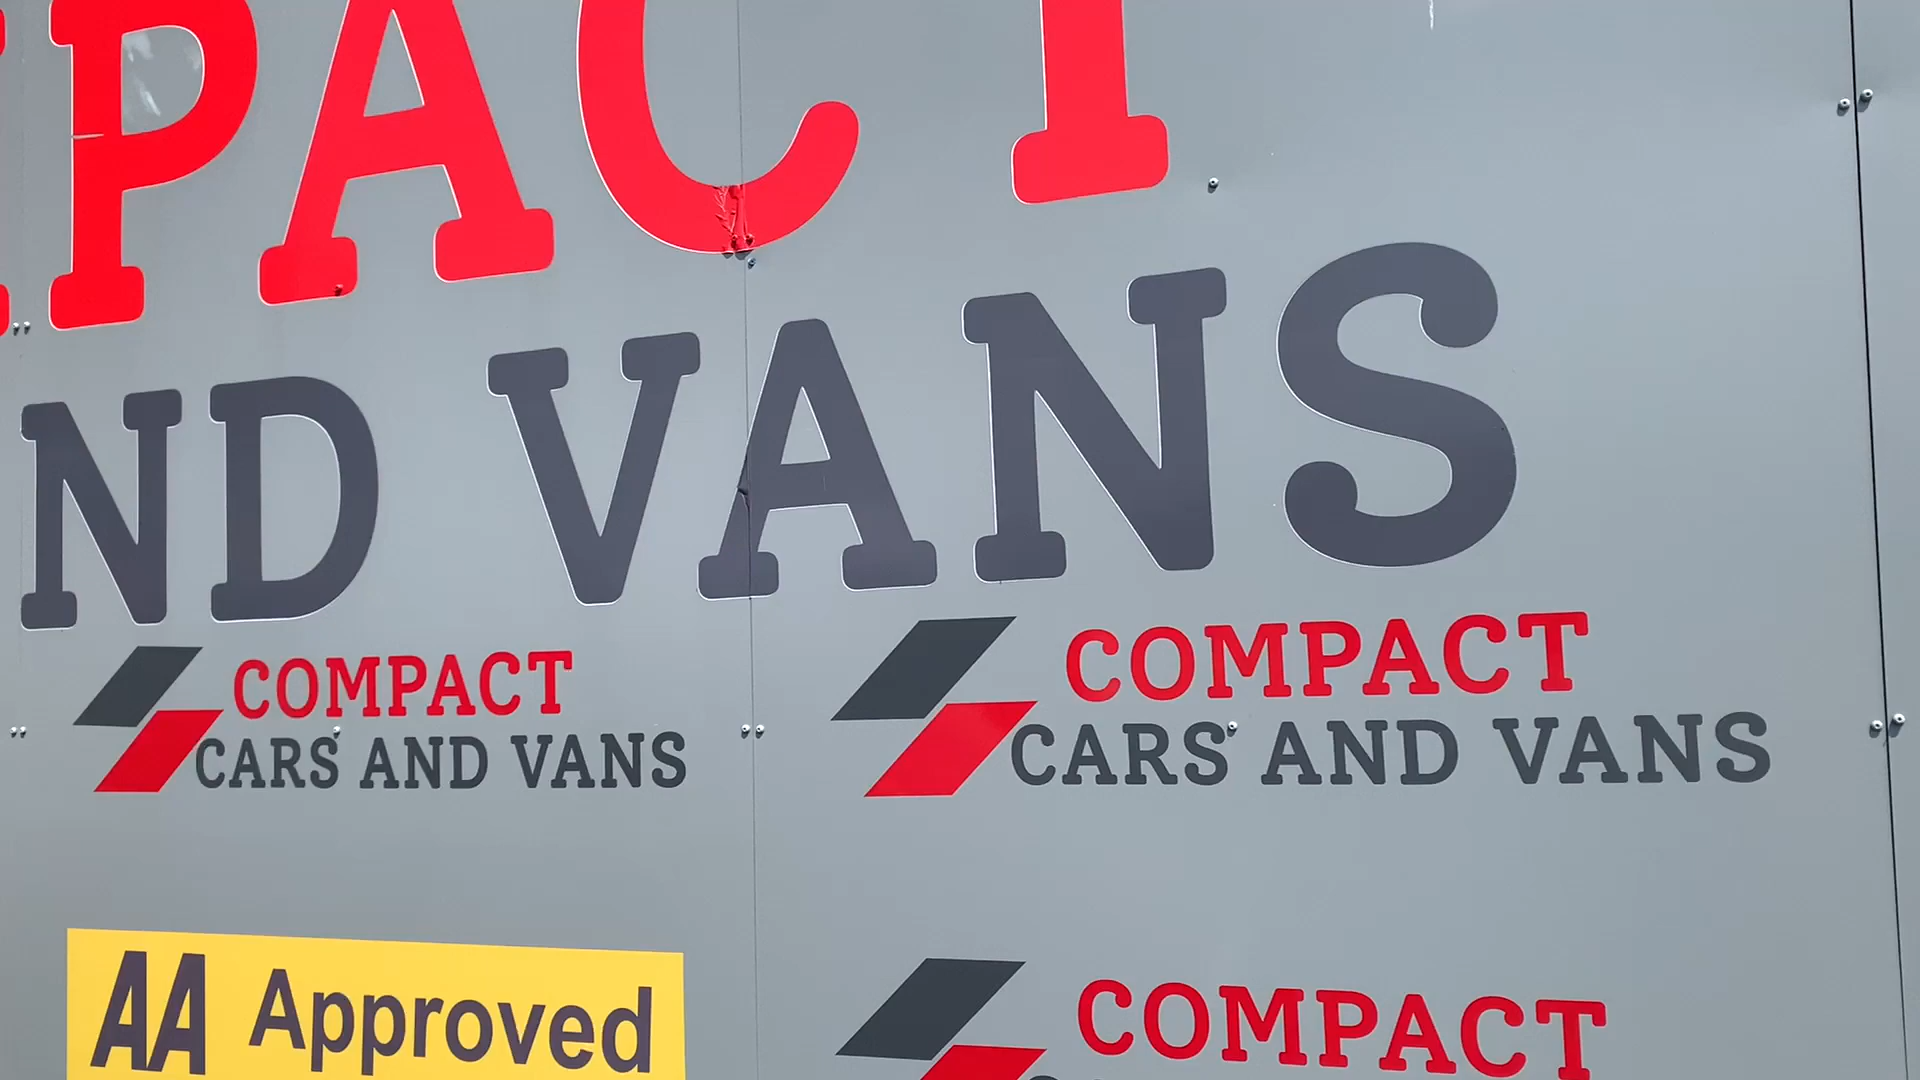 PACT
ND VANS
COMPACT
CARS AND VANS
COMPACT
CARS AND VANS
AA Approved
COMPACT